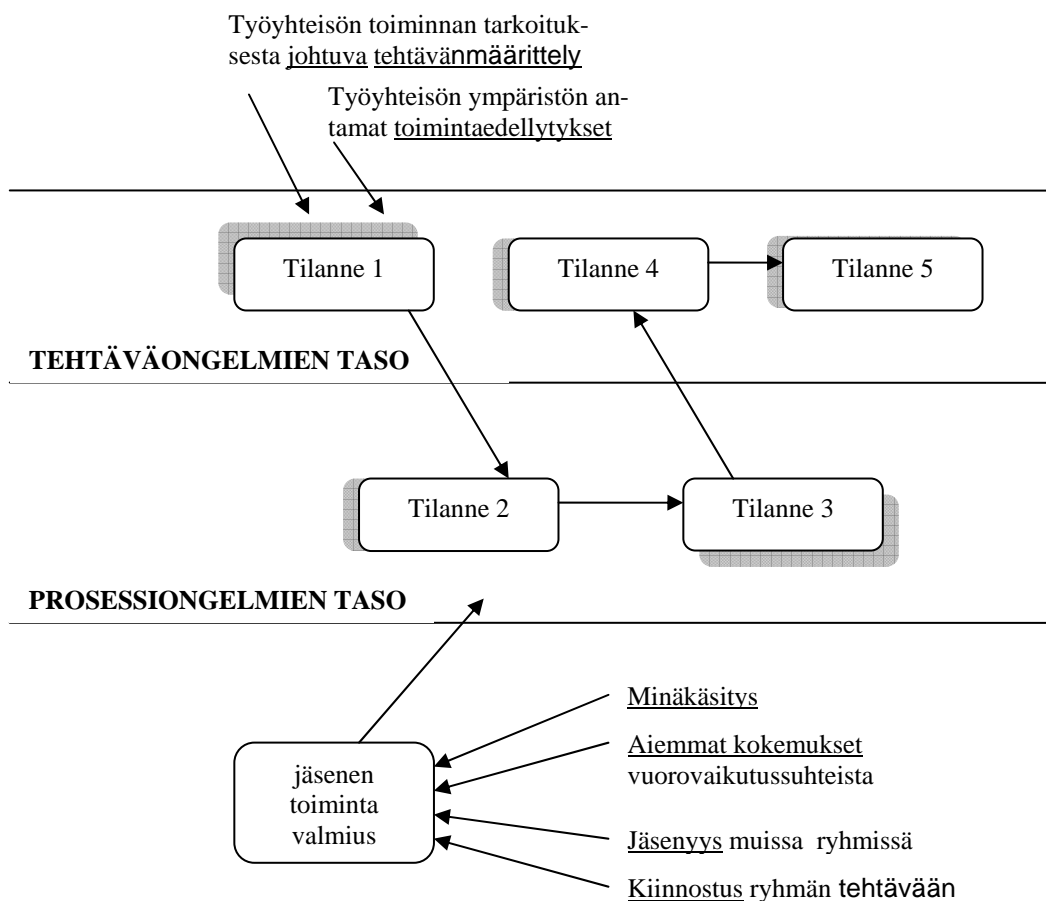 Työyhteisön toiminnan tarkoituk-
sesta johtuva tehtävänmäärittely
Työyhteisön ympäristön an-
tamat toimintaedellytykset
Tilanne 1
Tilanne 4
Tilanne 5
TEHTÄVÄONGELMIEN TASO
Tilanne 2
Tilanne 3
PROSESSIONGELMIEN TASO
Minäkäsitys
Aiemmat kokemukset
vuorovaikutussuhteista
jäsenen
toiminta
valmius
Jäsenyys muissa ryhmissä
Kiinnostus ryhmän tehtävään